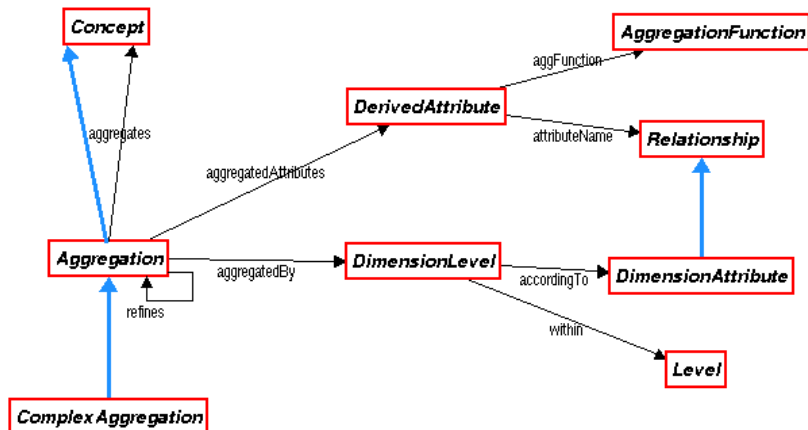 Concept
AggregationFunction
aggFunction
DerivedAttribute
aggregates
attributeName
Relationship
aggregatedAttributes
Aggregation
aggregatedBy
DimensionLevel
accordingTo
DimensionAttribute
refines
within
Level
ComplexAggregation